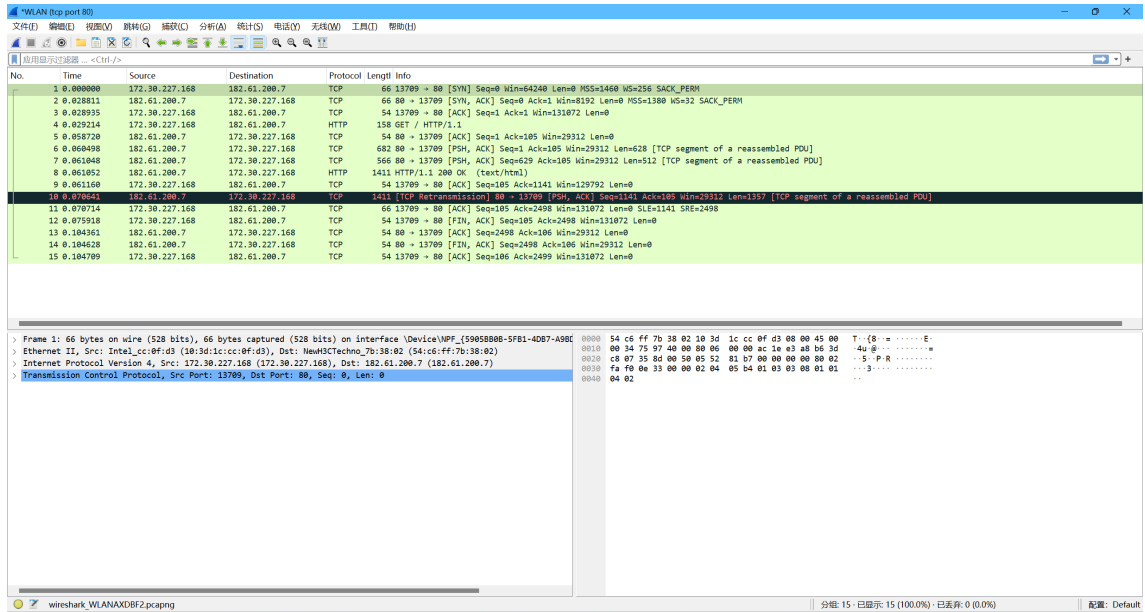 *WLAN (tcp port 80)
文件(F) 编辑(E) 视图(V) 跳转(G) 捕获(C) 分析(A) 统计(S) 电话(Y) 无线(W) 工具(T) 帮助(H)
应用显示过滤器 … <Ctrl-/>
No. Time Source Destination Protocol Lengtl Info
1 0.000000 172.30.227.168 182.61.200.7 TCP 66 13709 → 80 [SYN] Seq=0 Win=64240 Len=0 MSS=1460 WS=256 SACK_PERM
2 0.028811 182.61.200.7 172.30.227.168 TCP 66 80 → 13709 [SYN, ACK] Seq=0 Ack=1 Win=8192 Len=0 MSS=1380 WS=32 SACK_PERM
3 0.028935 172.30.227.168 182.61.200.7 TCP 54 13709 → 80 [ACK] Seq=1 Ack=1 Win=131072 Len=0
4 0.029214 172.30.227.168 182.61.200.7 HTTP 158 GET / HTTP/1.1
5 0.058720 182.61.200.7 172.30.227.168 TCP 54 80 → 13709 [ACK] Seq=1 Ack=105 Win=29312 Len=0
6 0.060498 182.61.200.7 172.30.227.168 TCP 682 80 → 13709 [PSH, ACK] Seq=1 Ack=105 Win=29312 Len=628 [TCP segment of a reassembled PDU]
7 0.061048 182.61.200.7 172.30.227.168 TCP 566 80 → 13709 [PSH, ACK] Seq=629 Ack=105 Win=29312 Len=512 [TCP segment of a reassembled PDU]
8 0.061052 182.61.200.7 172.30.227.168 HTTP 1411 HTTP/1.1 200 OK (text/html)
9 0.061160 172.30.227.168 182.61.200.7 TCP 54 13709 → 80 [ACK] Seq=105 Ack=1141 Win=129792 Len=0
10 0.070641 182.61.200.7 172.30.227.168 TCP 1411 [TCP Retransmission] 80 → 13709 [PSH, ACK] Seq=1141 Ack=105 Win=29312 Len=1357 [TCP segment of a reassembled PDU]
11 0.070714 172.30.227.168 182.61.200.7 TCP 66 13709 → 80 [ACK] Seq=105 Ack=2498 Win=131072 Len=0 SLE=1141 SRE=2498
12 0.075918 172.30.227.168 182.61.200.7 TCP 54 13709 → 80 [FIN, ACK] Seq=105 Ack=2498 Win=131072 Len=0
13 0.104361 182.61.200.7 172.30.227.168 TCP 54 80 → 13709 [ACK] Seq=2498 Ack=106 Win=29312 Len=0
14 0.104628 182.61.200.7 172.30.227.168 TCP 54 80 → 13709 [FIN, ACK] Seq=2498 Ack=106 Win=29312 Len=0
15 0.104709 172.30.227.168 182.61.200.7 TCP 54 13709 → 80 [ACK] Seq=106 Ack=2499 Win=131072 Len=0
Frame 1: 66 bytes on wire (528 bits), 66 bytes captured (528 bits) on interface \Device\NPF_{5905BB0B-5FB1-4DB7-A9BD
Ethernet II, Src: Intel_cc:0f:d3 (10:3d:1c:cc:0f:d3), Dst: NewH3CTechno_7b:38:02 (54:c6:ff:7b:38:02)
Internet Protocol Version 4, Src: 172.30.227.168 (172.30.227.168), Dst: 182.61.200.7 (182.61.200.7)
Transmission Control Protocol, Src Port: 13709, Dst Port: 80, Seq: 0, Len: 0
0000 54 c6 ff 7b 38 02 10 3d 1c cc 0f d3 08 00 45 00 T··{8··= ······E·
0010 00 34 75 97 40 00 80 06 00 00 ac 1e e3 a8 b6 3d ·4u·@··· ·······=
0020 c8 07 35 8d 00 50 05 52 81 b7 00 00 00 00 80 02 ··5··P·R ········
0030 fa f0 0e 33 00 00 02 04 05 b4 01 03 03 08 01 01 ···3···· ········
0040 04 02 ··
wireshark_WLANAXDBF2.pcapng
分组: 15 · 已显示: 15 (100.0%) · 已丢弃: 0 (0.0%)
配置: Default